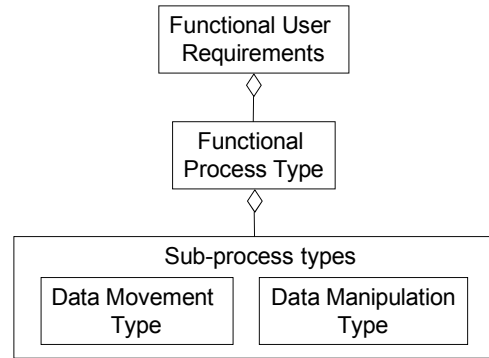 Functional User
Requirements
Functional
Process Type
Sub-process types
Data Movement
Type
Data Manipulation
Type